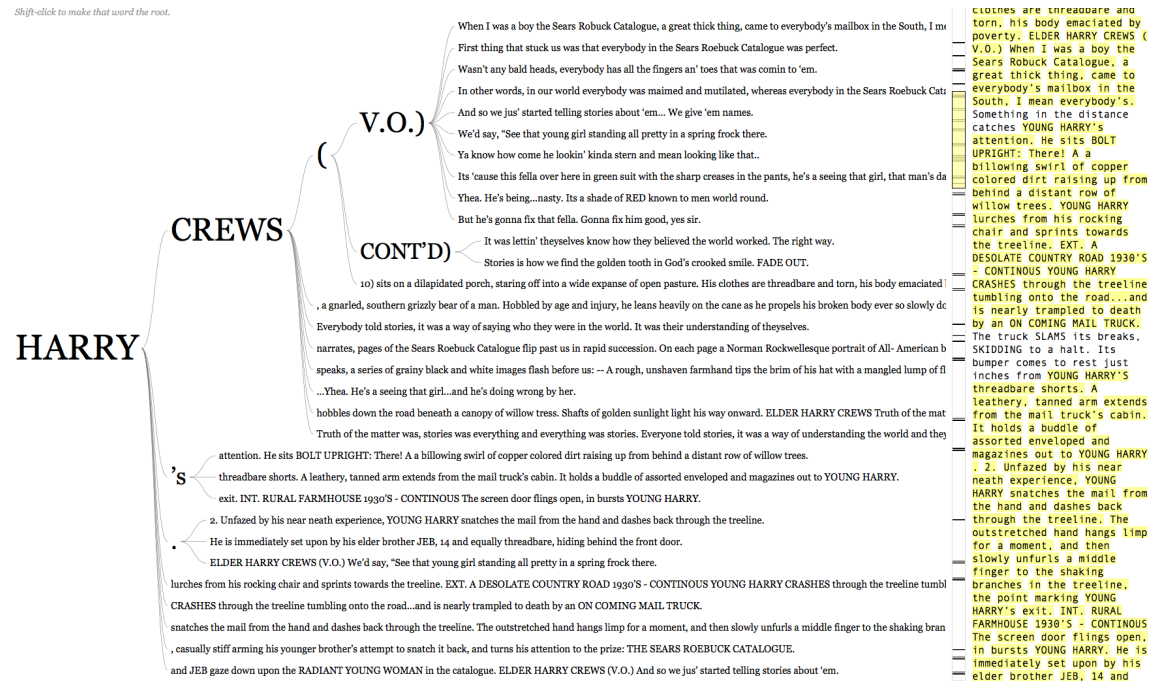 Shift-click to make that word the root.
When I was a boy the Sears Robuck Catalogue, a great thick thing, came to everybody's mailbox in the South, I me
First thing that stuck us was that everybody in the Sears Roebuck Catalogue was perfect.
Wasn't any bald heads, everybody has all the fingers an' toes that was comin to 'em.
In other words, in our world everybody was maimed and mutilated, whereas everybody in the Sears Roebuck Cata
V.O.)
And so we jus' started telling stories about 'em... We give 'em names.
We'd say, "See that young girl standing all pretty in a spring frock there.
(
Ya know how come he lookin' kinda stern and mean looking like that..
Its 'cause this fella over here in green suit with the sharp creases in the pants, he's a seeing that girl, that man's da
Yhea. He's being...nasty. Its a shade of RED known to men world round.
But he's gonna fix that fella. Gonna fix him good, yes sir.
CREWS
CONT'D)
It was lettin' theyselves know how they believed the world worked. The right way.
Stories is how we find the golden tooth in God's crooked smile. FADE OUT.
10) sits on a dilapidated porch, staring off into a wide expanse of open pasture. His clothes are threadbare and torn, his body emaciated
, a gnarled, southern grizzly bear of a man. Hobbled by age and injury, he leans heavily on the cane as he propels his broken body ever so slowly do
Everybody told stories, it was a way of saying who they were in the world. It was their understanding of theyselves.
HARRY
narrates, pages of the Sears Roebuck Catalogue flip past us in rapid succession. On each page a Norman Rockwellesque portrait of All- American b
speaks, a series of grainy black and white images flash before us: -- A rough, unshaven farmhand tips the brim of his hat with a mangled lump of fl
...Yhea. He's a seeing that girl...and he's doing wrong by her.
hobbles down the road beneath a canopy of willow tress. Shafts of golden sunlight light his way onward. ELDER HARRY CREWS Truth of the mat
Truth of the matter was, stories was everything and everything was stories. Everyone told stories, it was a way of understanding the world and they
's
attention. He sits BOLT UPRIGHT: There! A a billowing swirl of copper colored dirt raising up from behind a distant row of willow trees.
threadbare shorts. A leathery, tanned arm extends from the mail truck's cabin. It holds a buddle of assorted enveloped and magazines out to YOUNG HARRY.
exit. INT. RURAL FARMHOUSE 1930'S - CONTINOUS The screen door flings open, in bursts YOUNG HARRY.
.
2. Unfazed by his near neath experience, YOUNG HARRY snatches the mail from the hand and dashes back through the treeline.
He is immediately set upon by his elder brother JEB, 14 and equally threadbare, hiding behind the front door.
ELDER HARRY CREWS (V.O.) We'd say, "See that young girl standing all pretty in a spring frock there.
lurches from his rocking chair and sprints towards the treeline. EXT. A DESOLATE COUNTRY ROAD 1930'S - CONTINOUS YOUNG HARRY CRASHES through the treeline tumbl
CRASHES through the treeline tumbling onto the road...and is nearly trampled to death by an ON COMING MAIL TRUCK.
snatches the mail from the hand and dashes back through the treeline. The outstretched hand hangs limp for a moment, and then slowly unfurls a middle finger to the shaking bran
, casually stiff arming his younger brother's attempt to snatch it back, and turns his attention to the prize: THE SEARS ROEBUCK CATALOGUE.
and JEB gaze down upon the RADIANT YOUNG WOMAN in the catalogue. ELDER HARRY CREWS (V.O.) And so we jus' started telling stories about 'em.
clothes are threadbare and
torn, his body emaciated by
poverty. ELDER HARRY CREWS (
V.O.) When I was a boy the
Sears Robuck Catalogue, a
great thick thing, came to
everybody's mailbox in the
South, I mean everybody's.
Something in the distance
catches YOUNG HARRY's
attention. He sits BOLT
UPRIGHT: There! A a
billowing swirl of copper
colored dirt raising up from
behind a distant row of
willow trees. YOUNG HARRY
lurches from his rocking
chair and sprints towards
the treeline. EXT. A
DESOLATE COUNTRY ROAD 1930'S
- CONTINOUS YOUNG HARRY
CRASHES through the treeline
tumbling onto the road...and
is nearly trampled to death
by an ON COMING MAIL TRUCK.
The truck SLAMS its breaks,
SKIDDING to a halt. Its
bumper comes to rest just
inches from YOUNG HARRY'S
threadbare shorts. A
leathery, tanned arm extends
from the mail truck's cabin.
It holds a buddle of
assorted enveloped and
magazines out to YOUNG HARRY
. 2. Unfazed by his near
neath experience, YOUNG
HARRY snatches the mail from
the hand and dashes back
through the treeline. The
outstretched hand hangs limp
for a moment, and then
slowly unfurls a middle
finger to the shaking
branches in the treeline,
the point marking YOUNG
HARRY's exit. INT. RURAL
FARMHOUSE 1930'S - CONTINOUS
The screen door flings open,
in bursts YOUNG HARRY. He is
immediately set upon by his
elder brother JEB, 14 and